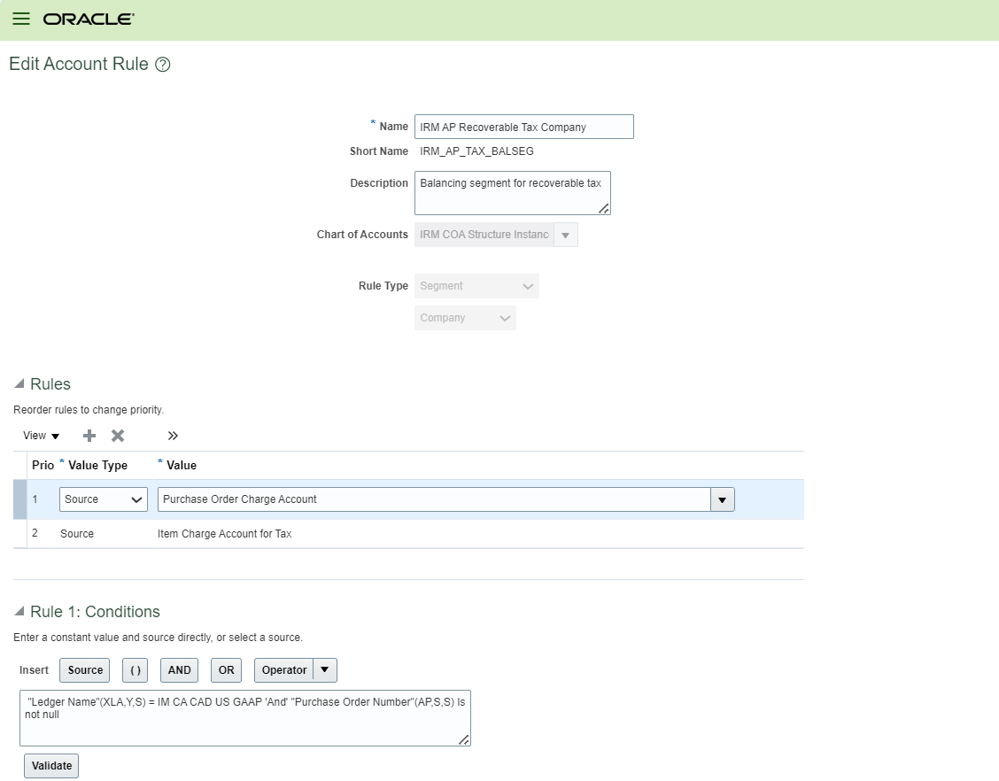 ORACLE
Edit Account Rule ?
* Name IRM AP Recoverable Tax Company
Short Name IRM_AP_TAX_BALSEG
Description Balancing segment for recoverable tax
Chart of Accounts IRM COA Structure Instanc
Rule Type Segment
Company
Rules
Reorder rules to change priority.
View
Prio * Value Type * Value
1 Source Purchase Order Charge Account
2 Source Item Charge Account for Tax
Rule 1: Conditions
Enter a constant value and source directly, or select a source.
Insert Source ( ) AND OR Operator
"Ledger Name"(XLA,Y,S) = IM CA CAD US GAAP 'And' "Purchase Order Number"(AP,S,S) Is
not null
Validate